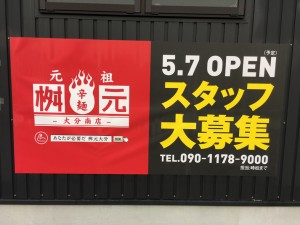 元祖
桝元
辛麺
-大分南店-
あなたが必要だ 桝元大分
(予定)
5.7 OPEN
スタッフ
大募集
TEL.090-1178-9000